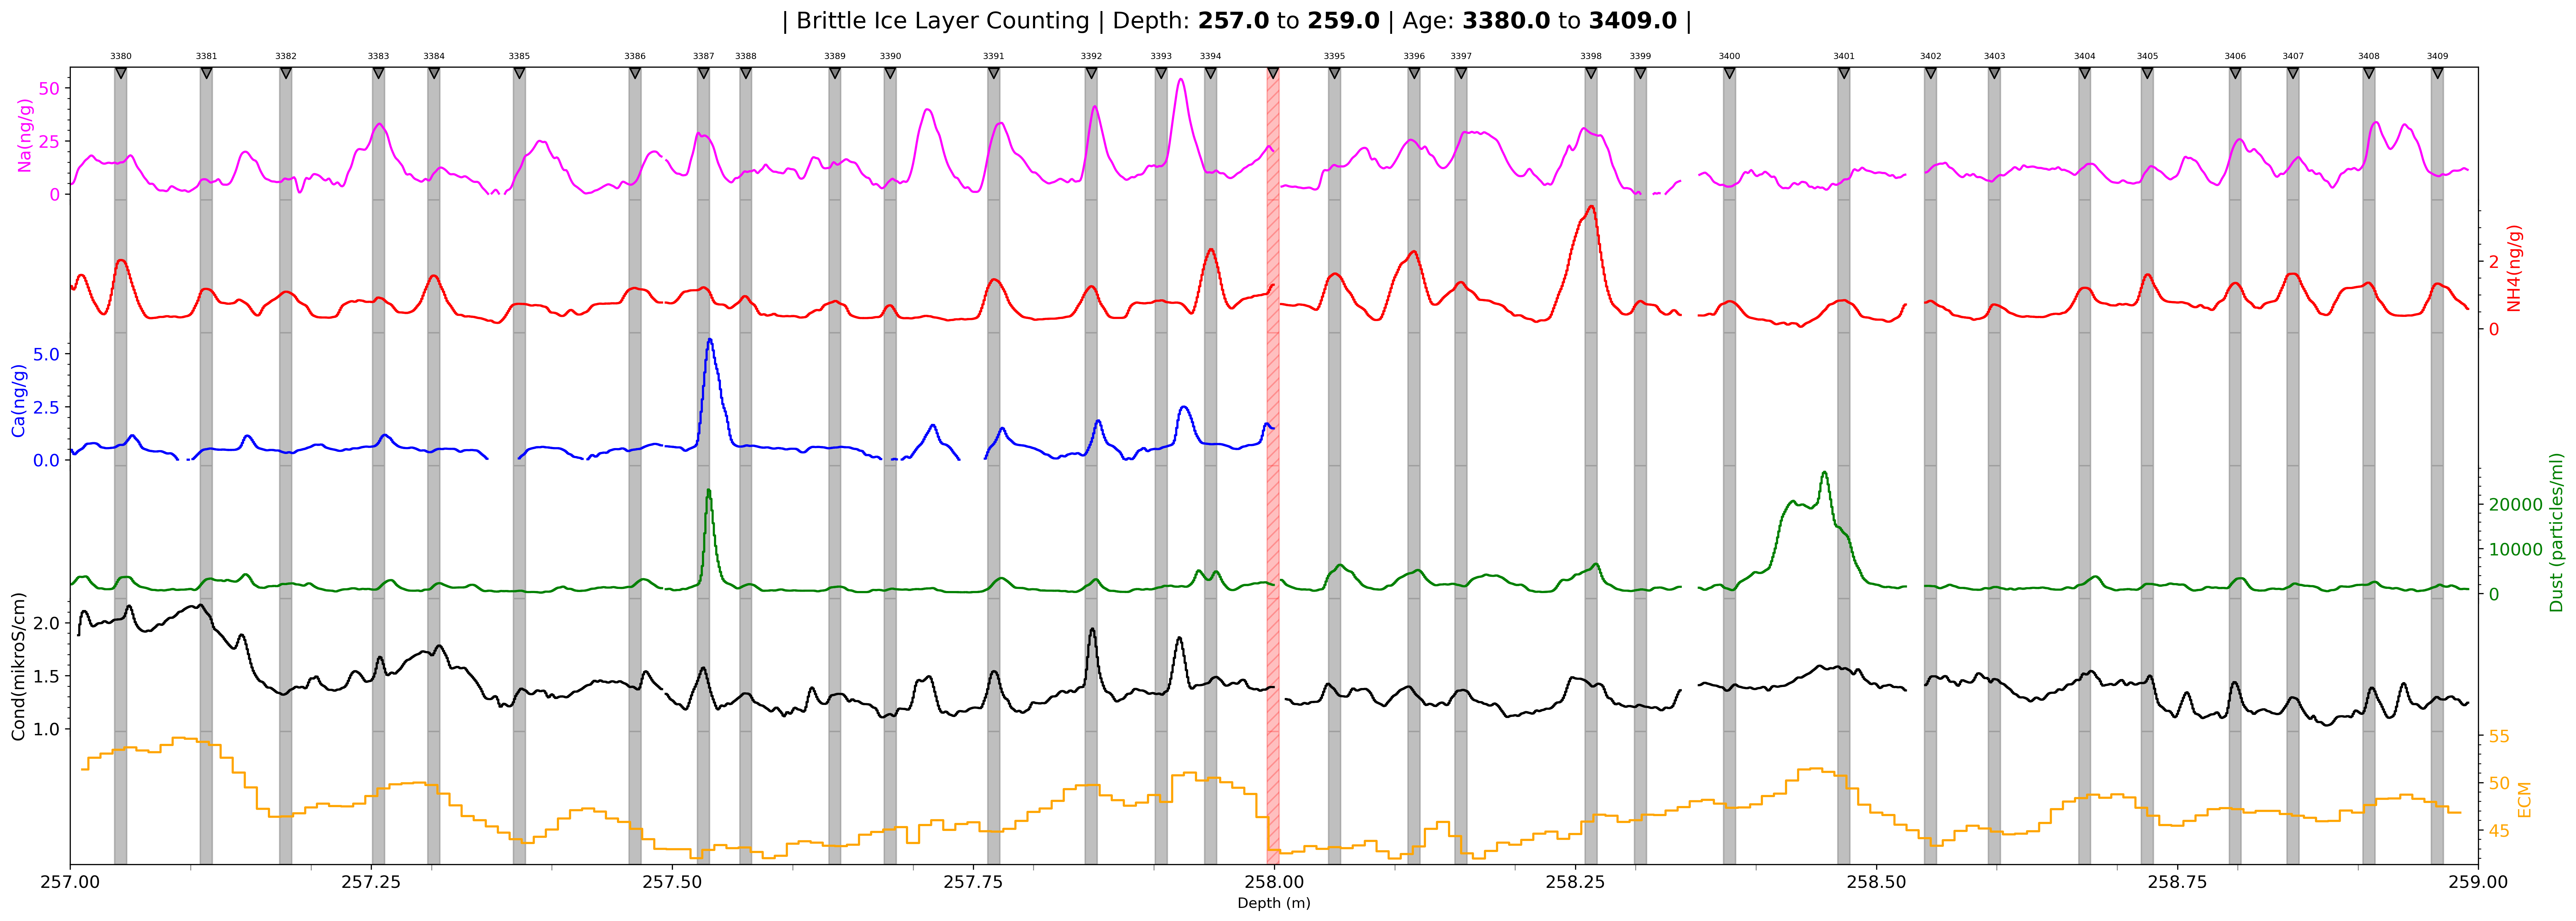 | Brittle Ice Layer Counting | Depth: 257.0 to 259.0 | Age: 3380.0 to 3409.0 |
3380 3381 3382 3383 3384 3385 3386 3387 3388 3389 3390 3391 3392 3393 3394 3395 3396 3397 3398 3399 3400 3401 3402 3403 3404 3405 3406 3407 3408 3409
Na(ng/g)
50
25
0
NH4(ng/g)
2
0
Ca(ng/g)
5.0
2.5
0.0
Dust (particles/ml)
20000
10000
0
Cond(mikroS/cm)
2.0
1.5
1.0
ECM
55
50
45
257.00 257.25 257.50 257.75 258.00 258.25 258.50 258.75 259.00
Depth (m)